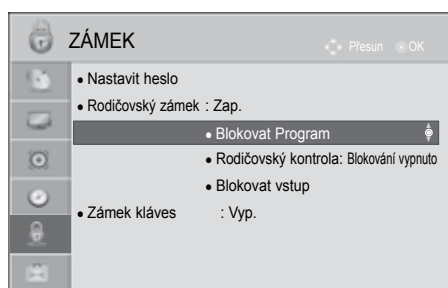 ZÁMEK
Přesun OK
• Nastavit heslo
• Rodičovský zámek : Zap.
• Blokovat Program
• Rodičovský kontrola: Blokování vypnuto
• Blokovat vstup
• Zámek kláves : Vyp.